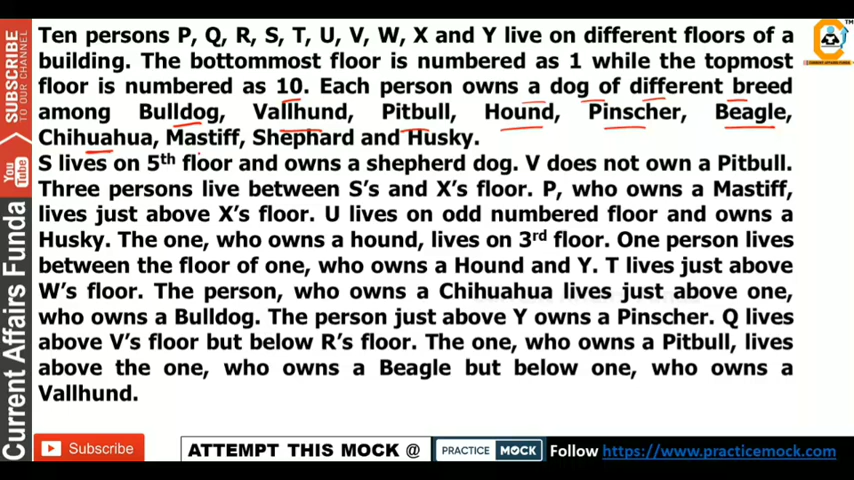 Ten persons P, Q, R, S, T, U, V, W, X and Y live on different floors of a
building. The bottommost floor is numbered as 1 while the topmost
floor is numbered as 10. Each person owns a dog of different breed
among Bulldog, Vallhund, Pitbull, Hound, Pinscher, Beagle,
Chihuahua, Mastiff, Shephard and Husky.
S lives on 5th floor and owns a shepherd dog. V does not own a Pitbull.
Three persons live between S's and X's floor. P, who owns a Mastiff,
lives just above X's floor. U lives on odd numbered floor and owns a
Husky. The one, who owns a hound, lives on 3rd floor. One person lives
between the floor of one, who owns a Hound and Y. T lives just above
W's floor. The person, who owns a Chihuahua lives just above one,
who owns a Bulldog. The person just above Y owns a Pinscher. Q lives
above V's floor but below R's floor. The one, who owns a Pitbull, lives
above the one, who owns a Beagle but below one, who owns a
Vallhund.
SUBSCRIBE
TO OUR CHANNEL
You Tube
Current Affairs Funda
Subscribe
ATTEMPT THIS MOCK @
PRACTICE MOCK
Follow https://www.practicemock.com